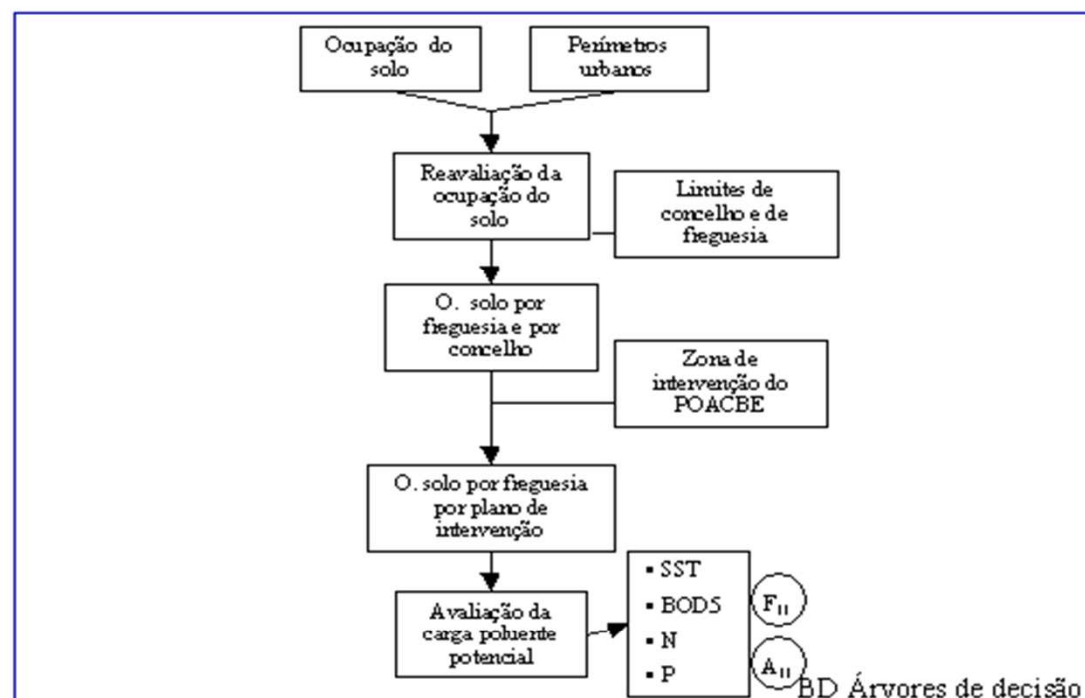 Ocupação do
solo
Perímetros
urbanos
Reavaliação da
ocupação do
solo
Limites de
concelho e de
freguesia
O. solo por
freguesia e por
concelho
Zona de
intervenção do
POACBE
O. solo por freguesia
por plano de
intervenção
Avaliação da
carga poluente
potencial
▪ SST
▪ BOD5
▪ N
▪ P
F11
A11
BD Árvores de decisão